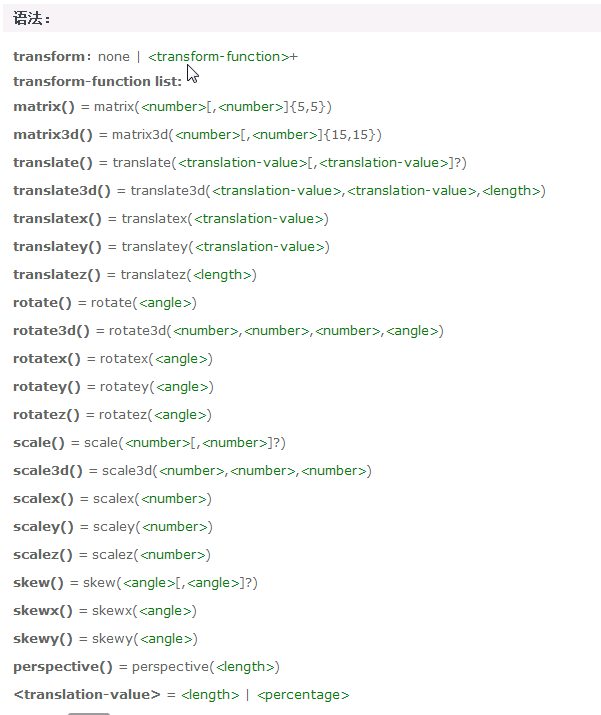 语法：
transform：none | <transform-function>+
transform-function list:
matrix() = matrix(<number>[,<number>]{5,5})
matrix3d() = matrix3d(<number>[,<number>]{15,15})
translate() = translate(<translation-value>[,<translation-value>]?)
translate3d() = translate3d(<translation-value>,<translation-value>,<length>)
translatex() = translatex(<translation-value>)
translatey() = translatey(<translation-value>)
translatez() = translatez(<length>)
rotate() = rotate(<angle>)
rotate3d() = rotate3d(<number>,<number>,<number>,<angle>)
rotatex() = rotatex(<angle>)
rotatey() = rotatey(<angle>)
rotatez() = rotatez(<angle>)
scale() = scale(<number>[,<number>]?)
scale3d() = scale3d(<number>,<number>,<number>)
scalex() = scalex(<number>)
scaley() = scaley(<number>)
scalez() = scalez(<number>)
skew() = skew(<angle>[,<angle>]?)
skewx() = skewx(<angle>)
skewy() = skewy(<angle>)
perspective() = perspective(<length>)
<translation-value> = <length> | <percentage>